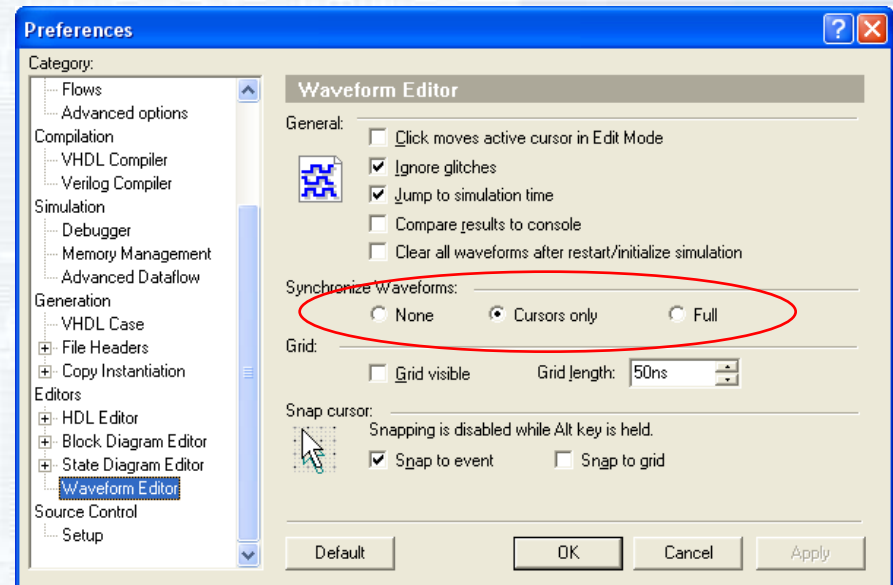 Preferences
Category:
Flows
Advanced options
Compilation
VHDL Compiler
Verilog Compiler
Simulation
Debugger
Memory Management
Advanced Dataflow
Generation
VHDL Case
File Headers
Copy Instantiation
Editors
HDL Editor
Block Diagram Editor
State Diagram Editor
Waveform Editor
Source Control
Setup
Waveform Editor
General:
Click moves active cursor in Edit Mode
Ignore glitches
Jump to simulation time
Compare results to console
Clear all waveforms after restart/initialize simulation
Synchronize Waveforms:
None Cursors only Full
Grid:
Grid visible Grid length: 50ns
Snap cursor:
Snapping is disabled while Alt key is held.
Snap to event Snap to grid
Default OK Cancel Apply